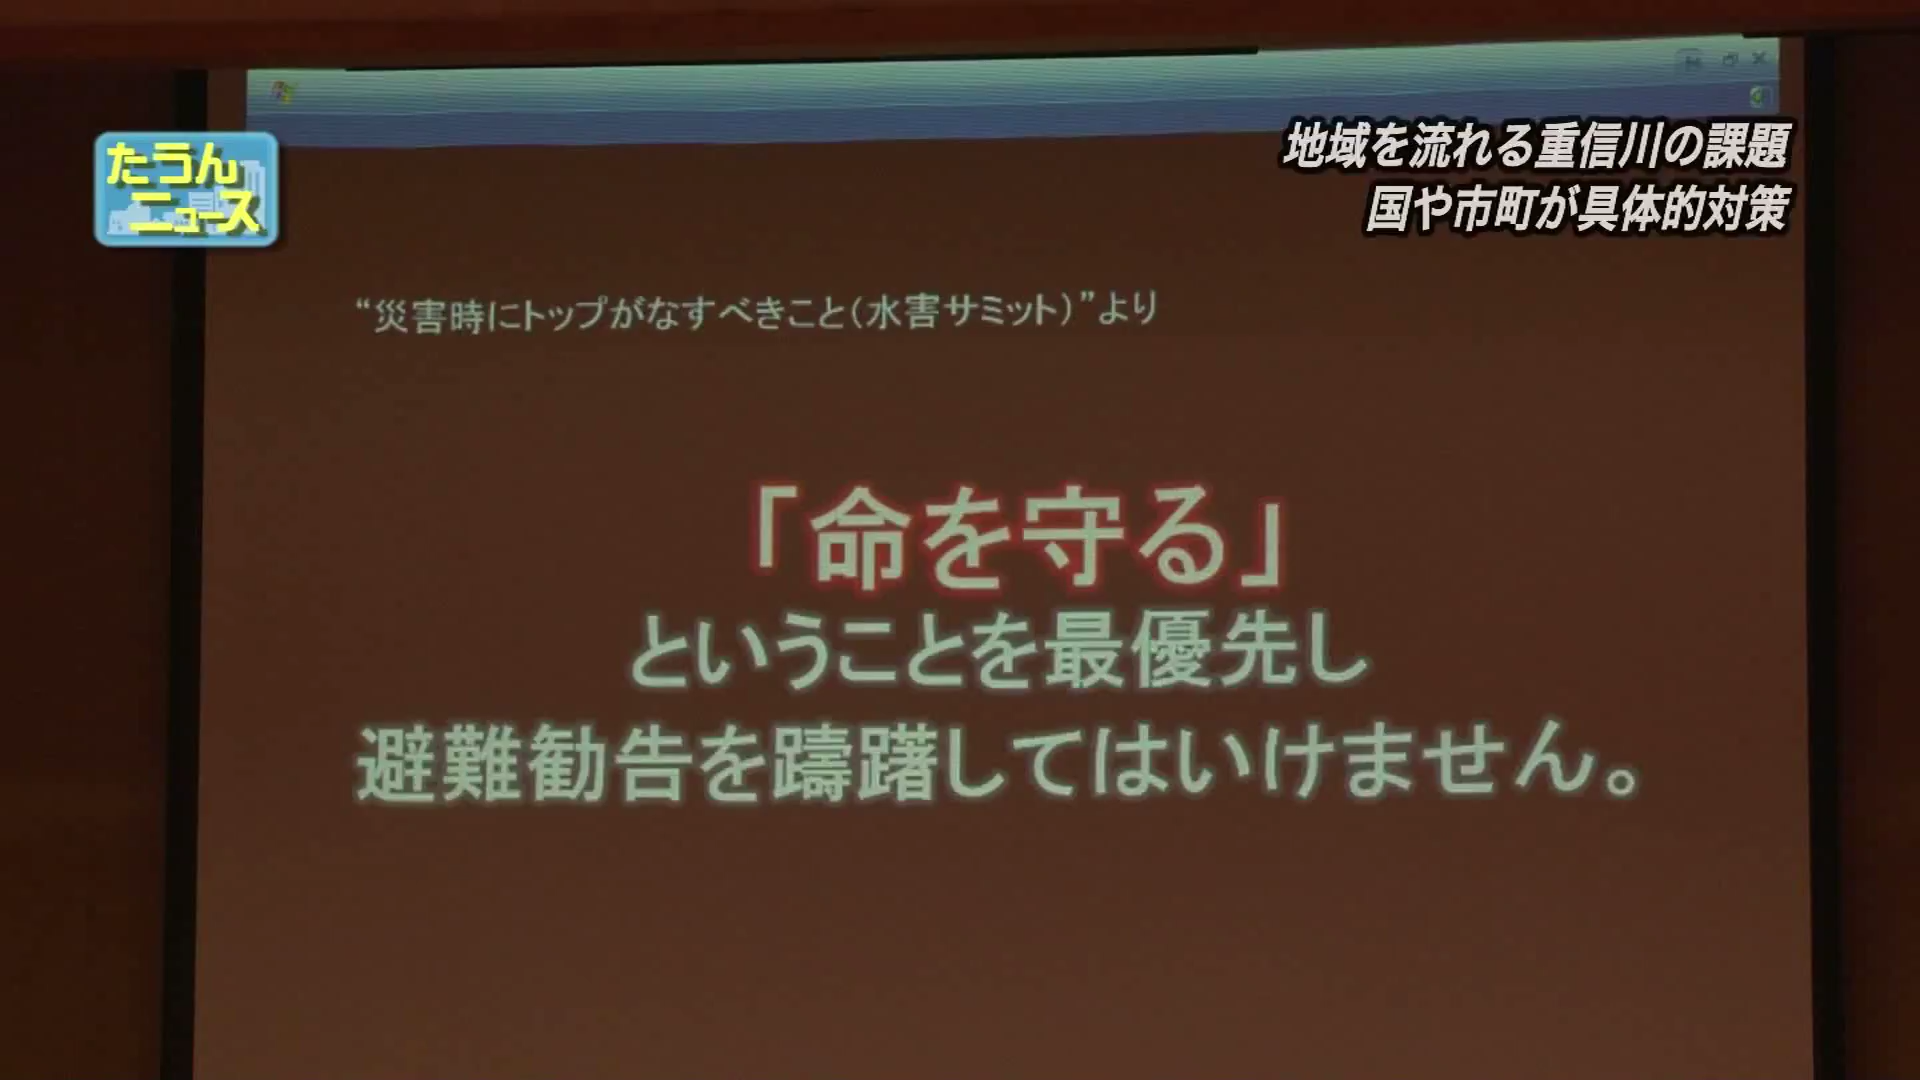 たうん
ニュース
地域を流れる重信川の課題
国や市町が具体的対策
“災害時にトップがなすべきこと(水害サミット)”より
「命を守る」
ということを最優先し
避難勧告を躊躇してはいけません。